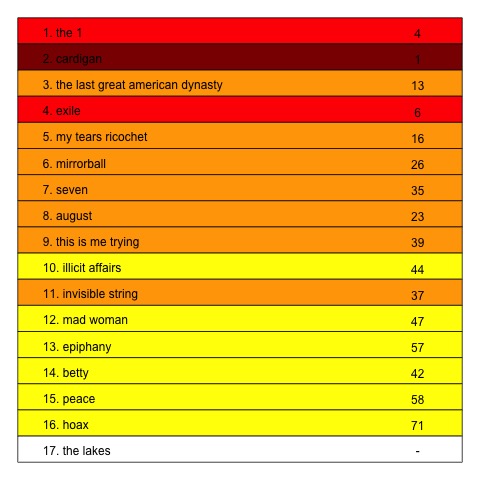 1. the 1 4
2. cardigan 1
3. the last great american dynasty 13
4. exile 6
5. my tears ricochet 16
6. mirrorball 26
7. seven 35
8. august 23
9. this is me trying 39
10. illicit affairs 44
11. invisible string 37
12. mad woman 47
13. epiphany 57
14. betty 42
15. peace 58
16. hoax 71
17. the lakes -